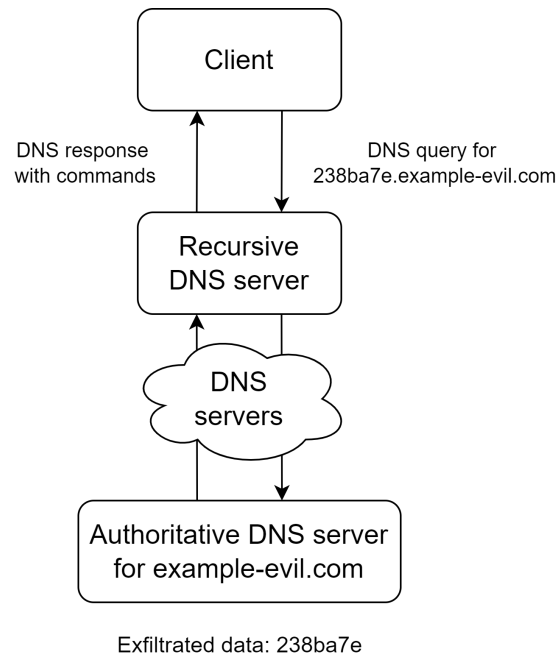 Client
DNS response
with commands
DNS query for
238ba7e.example-evil.com
Recursive
DNS server
DNS
servers
Authoritative DNS server
for example-evil.com
Exfiltrated data: 238ba7e